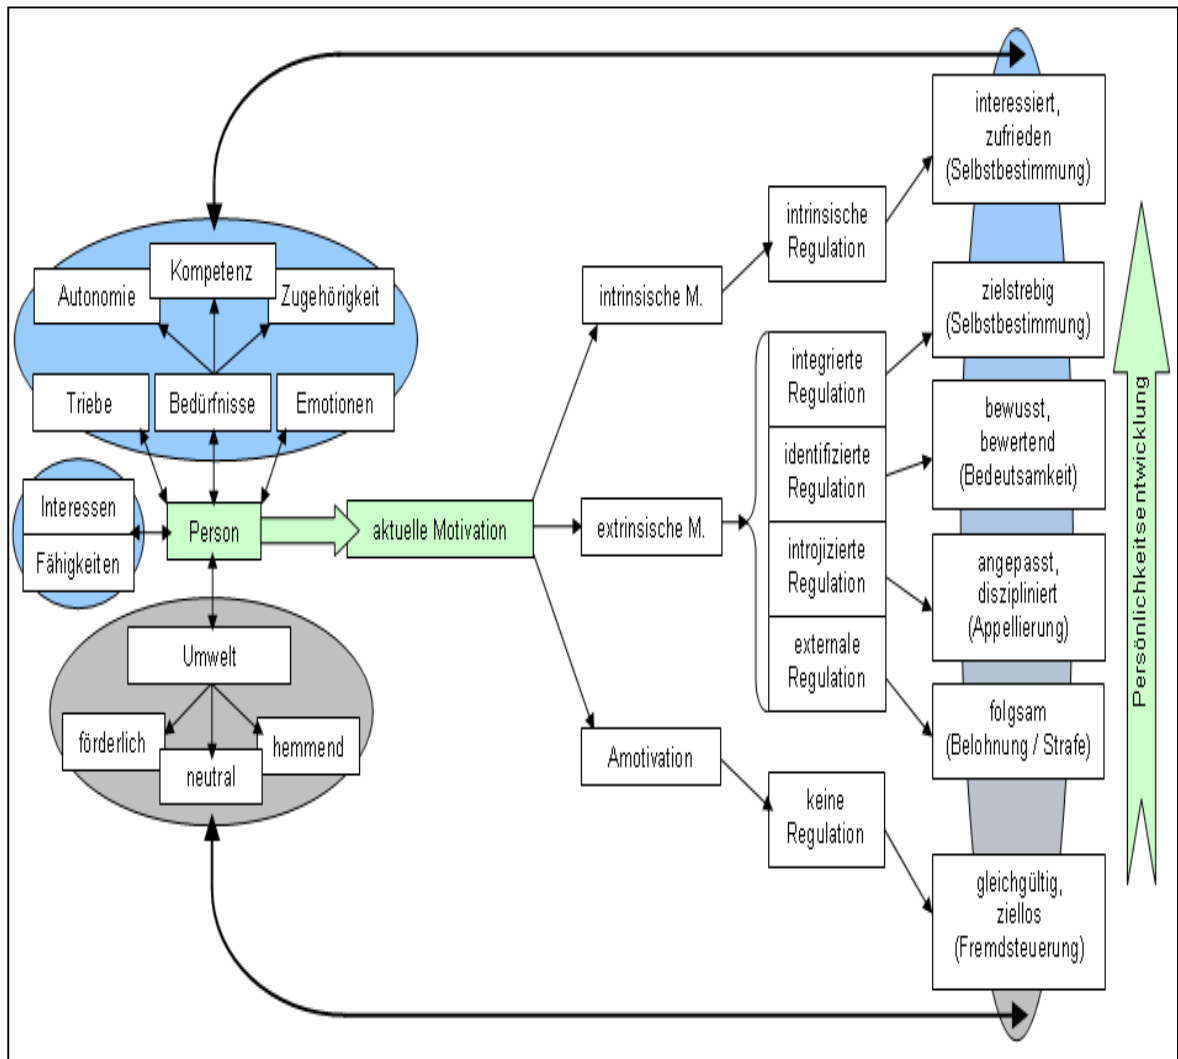 Kompetenz
Autonomie
Zugehörigkeit
Triebe
Bedürfnisse
Emotionen
Interessen
Fähigkeiten
Person
aktuelle Motivation
Umwelt
förderlich
neutral
hemmend
intrinsische M.
extrinsische M.
Amotivation
intrinsische
Regulation
integrierte
Regulation
identifizierte
Regulation
introjizierte
Regulation
externale
Regulation
keine
Regulation
interessiert,
zufrieden
(Selbstbestimmung)
zielstrebig
(Selbstbestimmung)
bewusst,
bewertend
(Bedeutsamkeit)
angepasst,
diszipliniert
(Appellierung)
folgsam
(Belohnung / Strafe)
gleichgültig,
ziellos
(Fremdsteuerung)
Persönlichkeitsentwicklung